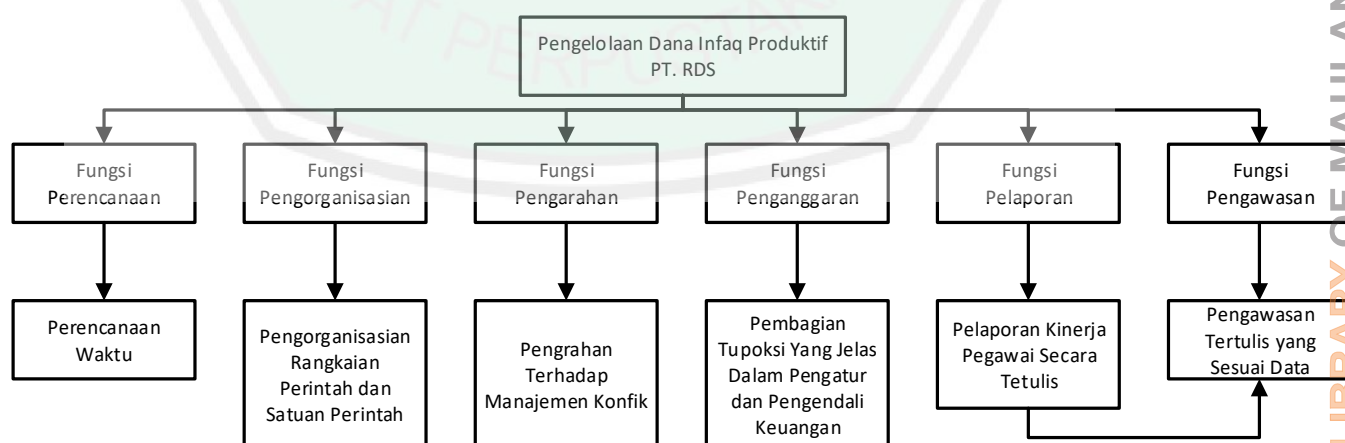 Pengelolaan Dana Infaq Produktif
PT. RDS
Fungsi
Perencanaan
Fungsi
Pengorganisasian
Fungsi
Pengarahan
Fungsi
Penganggaran
Fungsi
Pelaporan
Fungsi
Pengawasan
Perencanaan
Waktu
Pengorganisasian
Rangkaian
Perintah dan
Satuan Perintah
Pengrahan
Terhadap
Manajemen Konfik
Pembagian
Tupoksi Yang Jelas
Dalam Pengatur
dan Pengendali
Keuangan
Pelaporan Kinerja
Pegawai Secara
Tetulis
Pengawasan
Tertulis yang
Sesuai Data
LIBRARY OF